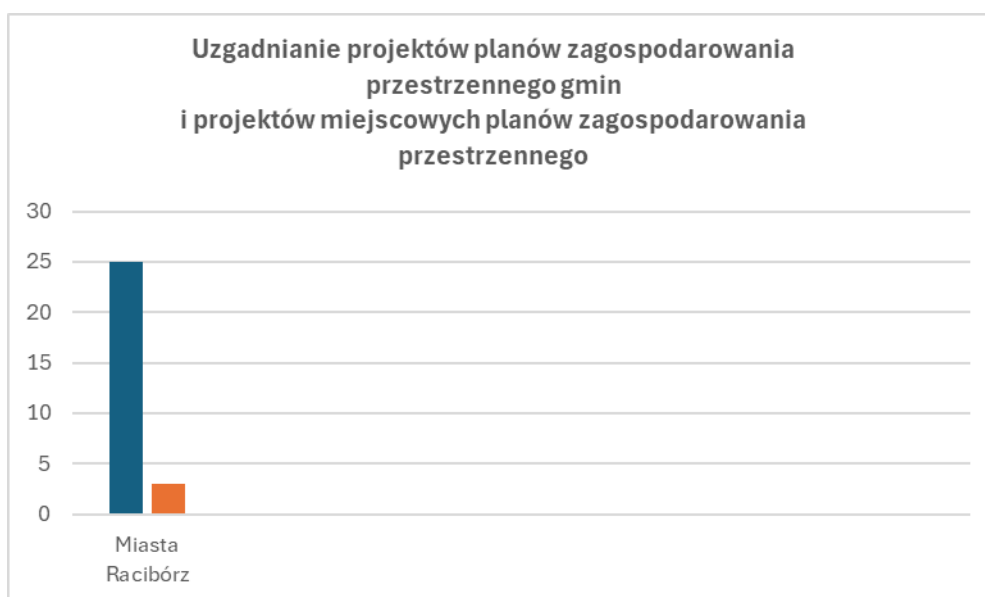 Uzgadnianie projektów planów zagospodarowania
przestrzennego gmin
i projektów miejscowych planów zagospodarowania
przestrzennego
30
25
20
15
10
5
0
Miasta
Racibórz